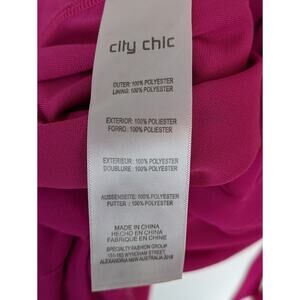 city chic
OUTER: 100% POLYESTER
LINING: 100% POLYESTER
EXTERIOR: 100% POLIESTER
FORRO: 100% POLIESTER
EXTERIEUR: 100% POLYESTER
DOUBLURE: 100% POLYESTER
AUSSENSEITE: 100% POLYESTER
FUTTER: 100% POLYESTER
MADE IN CHINA
HECHO EN CHINA
FABRIQUE EN CHINE
SPECIALTY FASHION GROUP
151-163 WYNDHAM STREET
ALEXANDRIA NSW AUSTRALIA 2015